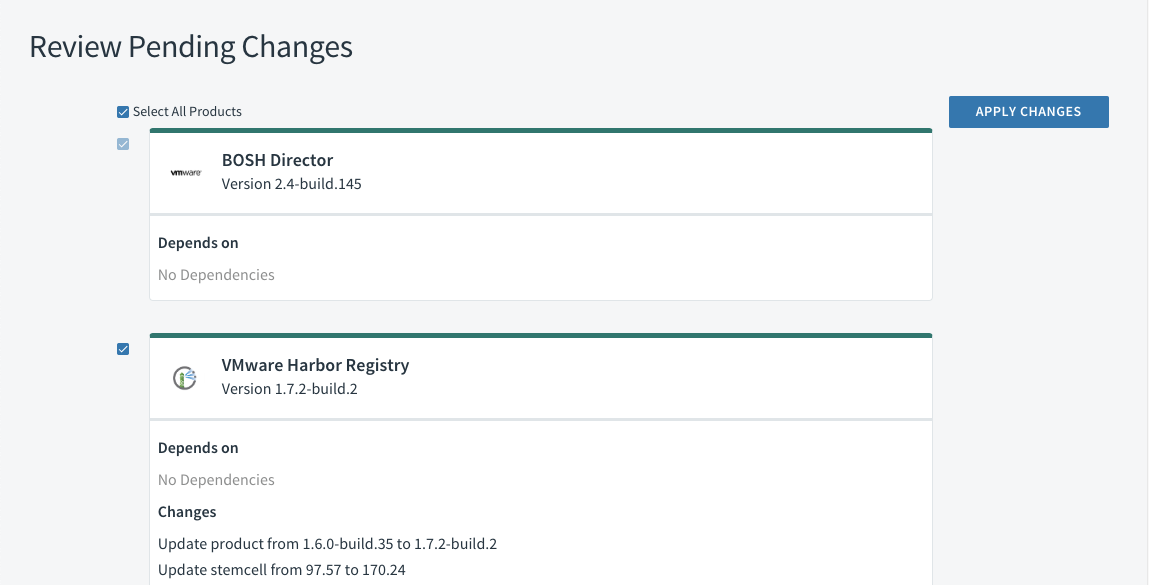 Review Pending Changes
Select All Products
APPLY CHANGES
vmware
BOSH Director
Version 2.4-build.145
Depends on
No Dependencies
VMware Harbor Registry
Version 1.7.2-build.2
Depends on
No Dependencies
Changes
Update product from 1.6.0-build.35 to 1.7.2-build.2
Update stemcell from 97.57 to 170.24